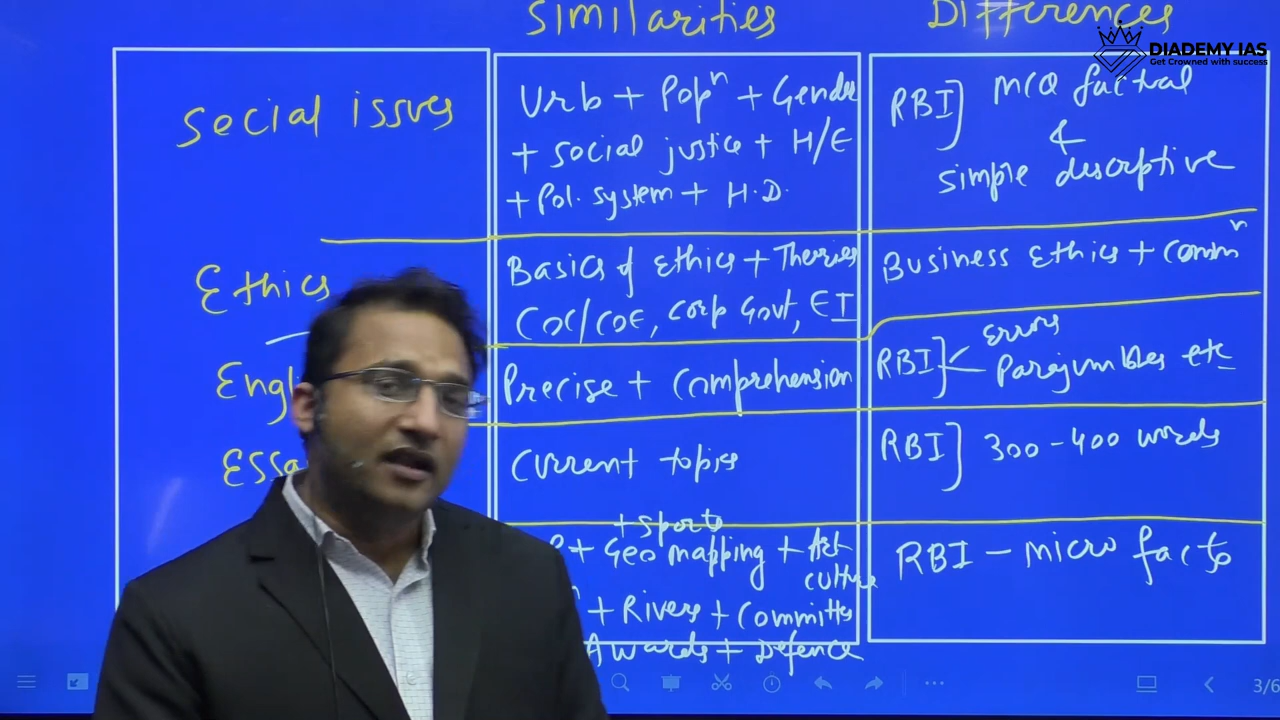 Similarities
Differences
DIADEMY IAS
Get Crowned with success
Social issues
Urb + Popⁿ + Gender
+ social justice + H/E
+ Pol. system + H.D.
RBI] MCQ factual
&
simple descriptive
Ethics
Basics of Ethics + Theories
COC/COE, Corp Govt, EI
Business Ethics + Commⁿ
Engl
Precise + Comprehension
RBI] < Errors
Parajumbles etc
Essa
Current topics
RBI] 300-400 words
+ sports
+ Geo mapping + Art
culture
+ Rivers + Committs
Awards + Defence
RBI - micro facts
3/6